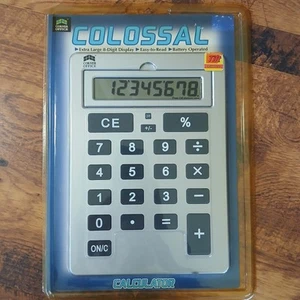 COLOSSAL
Extra Large 8-Digit Display Easy-to-Read Battery Operated
12345678
CE +/- %
7 8 9 ÷
4 5 6 ×
1 2 3 -
0 • = +
ON/C
CALCULATOR